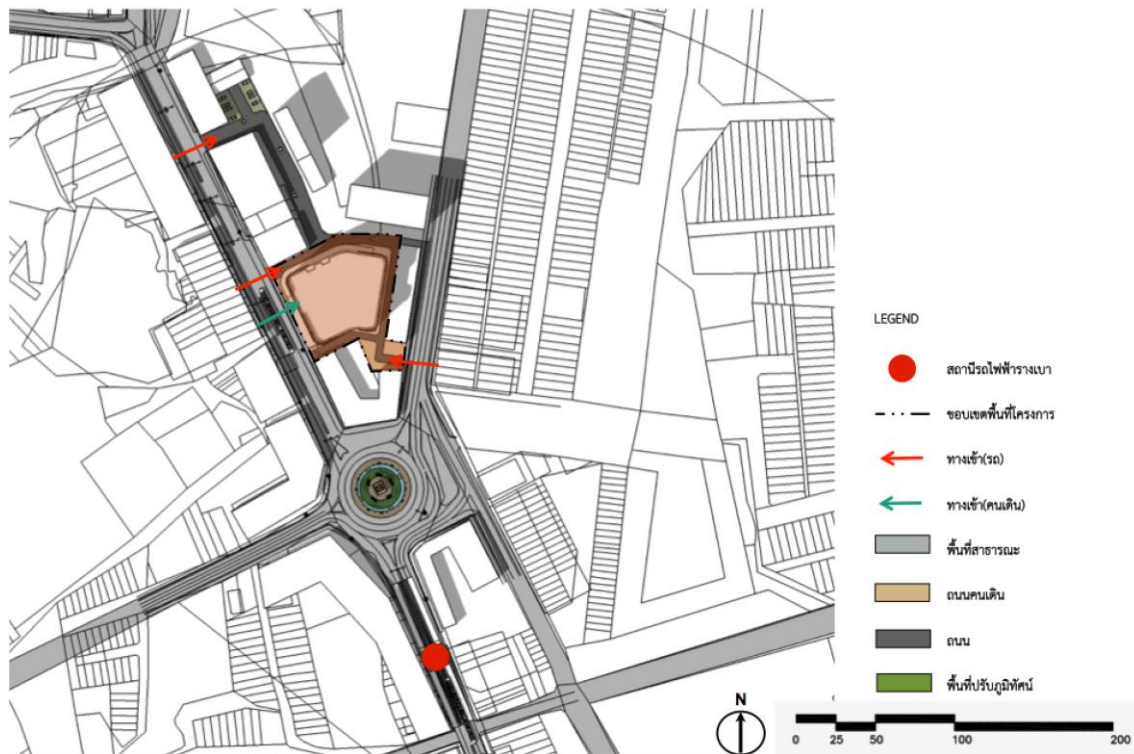 LEGEND
สถานีรถไฟฟ้ารางเบา
ขอบเขตพื้นที่โครงการ
ทางเข้า(รถ)
ทางเข้า(คนเดิน)
พื้นที่สาธารณะ
ถนนคนเดิน
ถนน
พื้นที่ปรับภูมิทัศน์
N
0 25 50 100 200